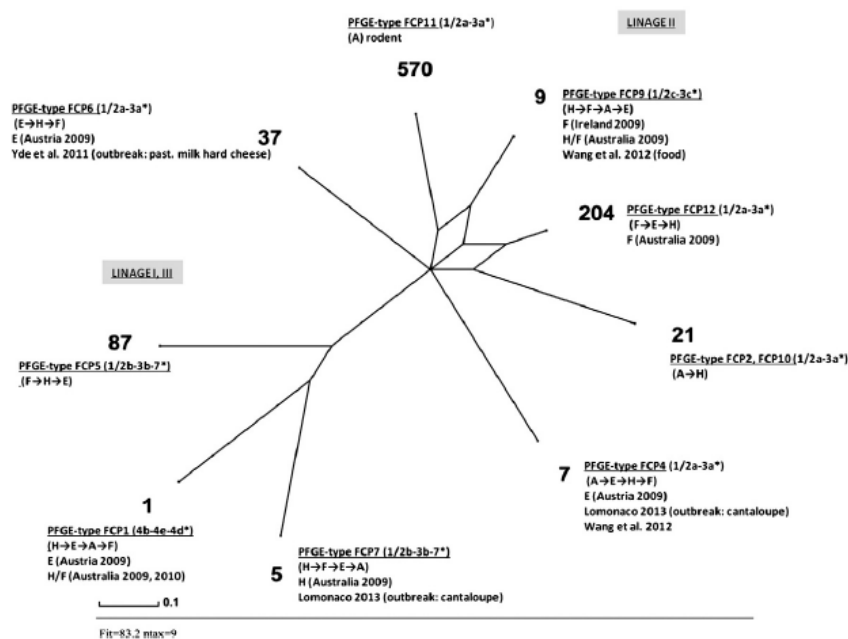 PFGE-type FCP11 (1/2a-3a*)
(A) rodent
570
LINAGE II
9
PFGE-type FCP9 (1/2c-3c*)
(H→F→A→E)
F (Ireland 2009)
H/F (Australia 2009)
Wang et al. 2012 (food)
PFGE-type FCP6 (1/2a-3a*)
(E→H→F)
E (Austria 2009)
Yde et al. 2011 (outbreak: past. milk hard cheese)
37
204
PFGE-type FCP12 (1/2a-3a*)
(F→E→H)
F (Australia 2009)
LINAGE I, III
87
PFGE-type FCP5 (1/2b-3b-7*)
(F→H→E)
21
PFGE-type FCP2, FCP10 (1/2a-3a*)
(A→H)
7
PFGE-type FCP4 (1/2a-3a*)
(A→E→H→F)
E (Austria 2009)
Lomonaco 2013 (outbreak: cantaloupe)
Wang et al. 2012
1
PFGE-type FCP1 (4b-4e-4d*)
(H→E→A→F)
E (Austria 2009)
H/F (Australia 2009, 2010)
5
PFGE-type FCP7 (1/2b-3b-7*)
(H→F→E→A)
H (Australia 2009)
Lomonaco 2013 (outbreak: cantaloupe)
0.1
Fit=83.2 ntax=9